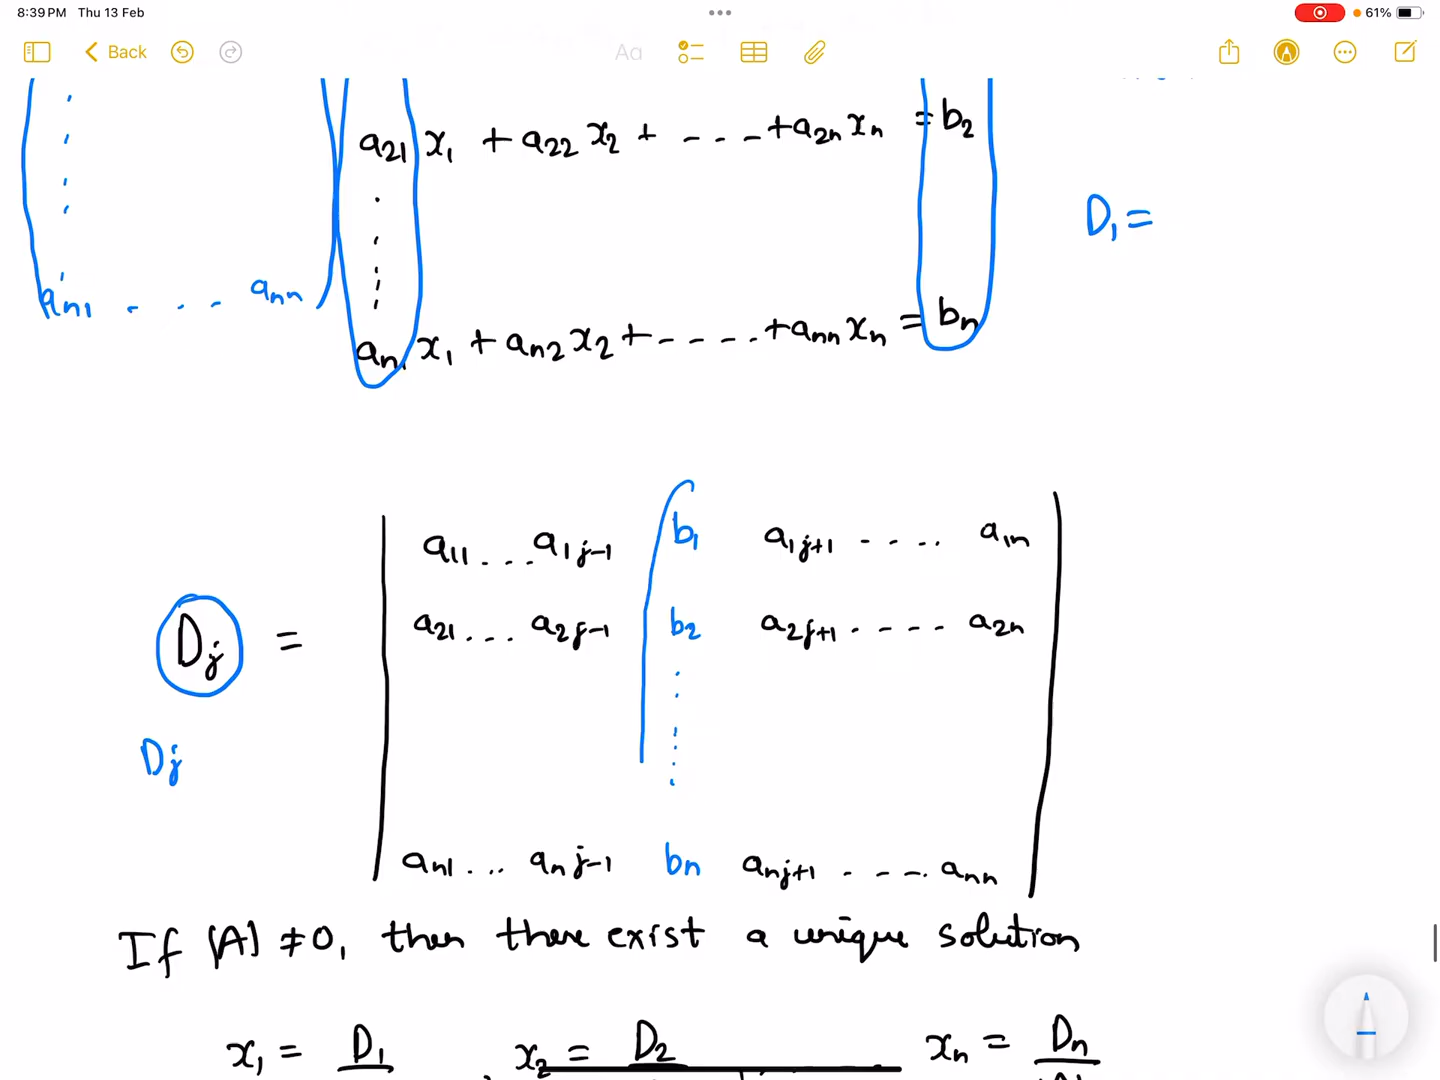 8:39 PM Thu 13 Feb
61%
Back
Aa
a21 x1 + a22 x2 + - - - + a2n xn = b2
D1 =
an1 . . . ann
an1 x1 + an2 x2 + - - - - + ann xn = bn
a11 . . . a1j-1 b1 a1j+1 . . . . a1n
Dj = a21 . . . a2j-1 b2 a2j+1 . . . . a2n
Dj
an1 . . . anj-1 bn anj+1 . . . . ann
If |A| ≠ 0, then there exist a unique solution
x1 = D1 , x2 = D2 xn = Dn